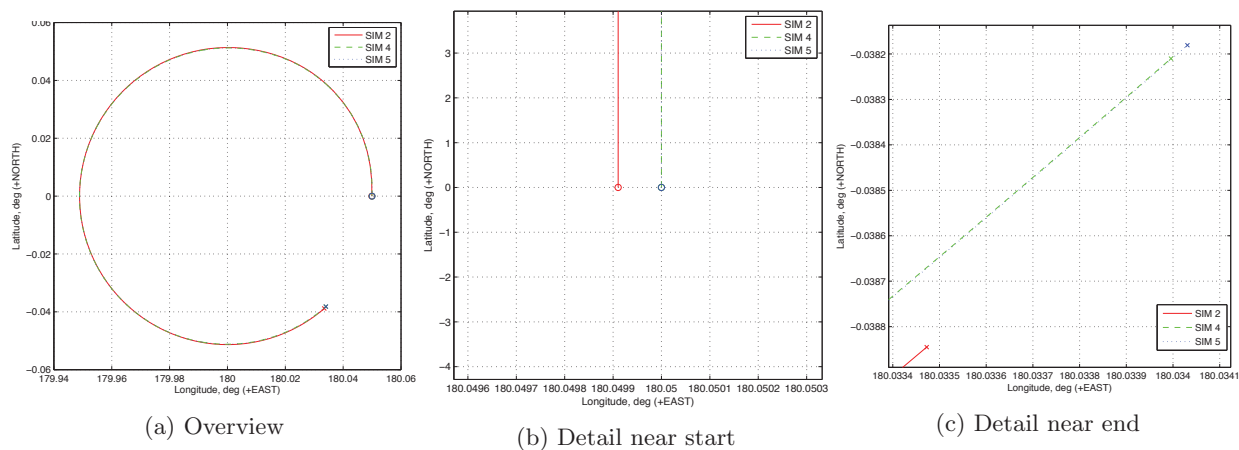 0.06
0.04
0.02
0
−0.02
−0.04
−0.06
179.94
179.96
179.98
180
180.02
180.04
180.06
Latitude, deg (+NORTH)
Longitude, deg (+EAST)
SIM 2
SIM 4
SIM 5
(a) Overview
3
2
1
0
−1
−2
−3
−4
180.0496
180.0497
180.0498
180.0499
180.05
180.0501
180.0502
180.0503
Latitude, deg (+NORTH)
Longitude, deg (+EAST)
SIM 2
SIM 4
SIM 5
(b) Detail near start
−0.0382
−0.0383
−0.0384
−0.0385
−0.0386
−0.0387
−0.0388
180.0334
180.0335
180.0336
180.0337
180.0338
180.0339
180.034
180.0341
Latitude, deg (+NORTH)
Longitude, deg (+EAST)
SIM 2
SIM 4
SIM 5
(c) Detail near end